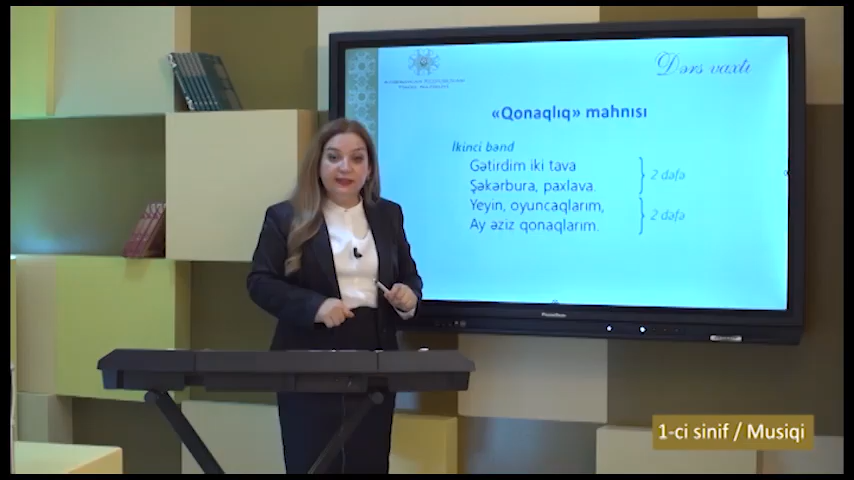 Dərs vaxtı
«Qonaqlıq» mahnısı
İkinci bənd
Gətirdim iki tava
Şəkərbura, paxlava.
2 dəfə
Yeyin, oyuncaqlarım,
Ay əziz qonaqlarım.
2 dəfə
1-ci sinif / Musiqi